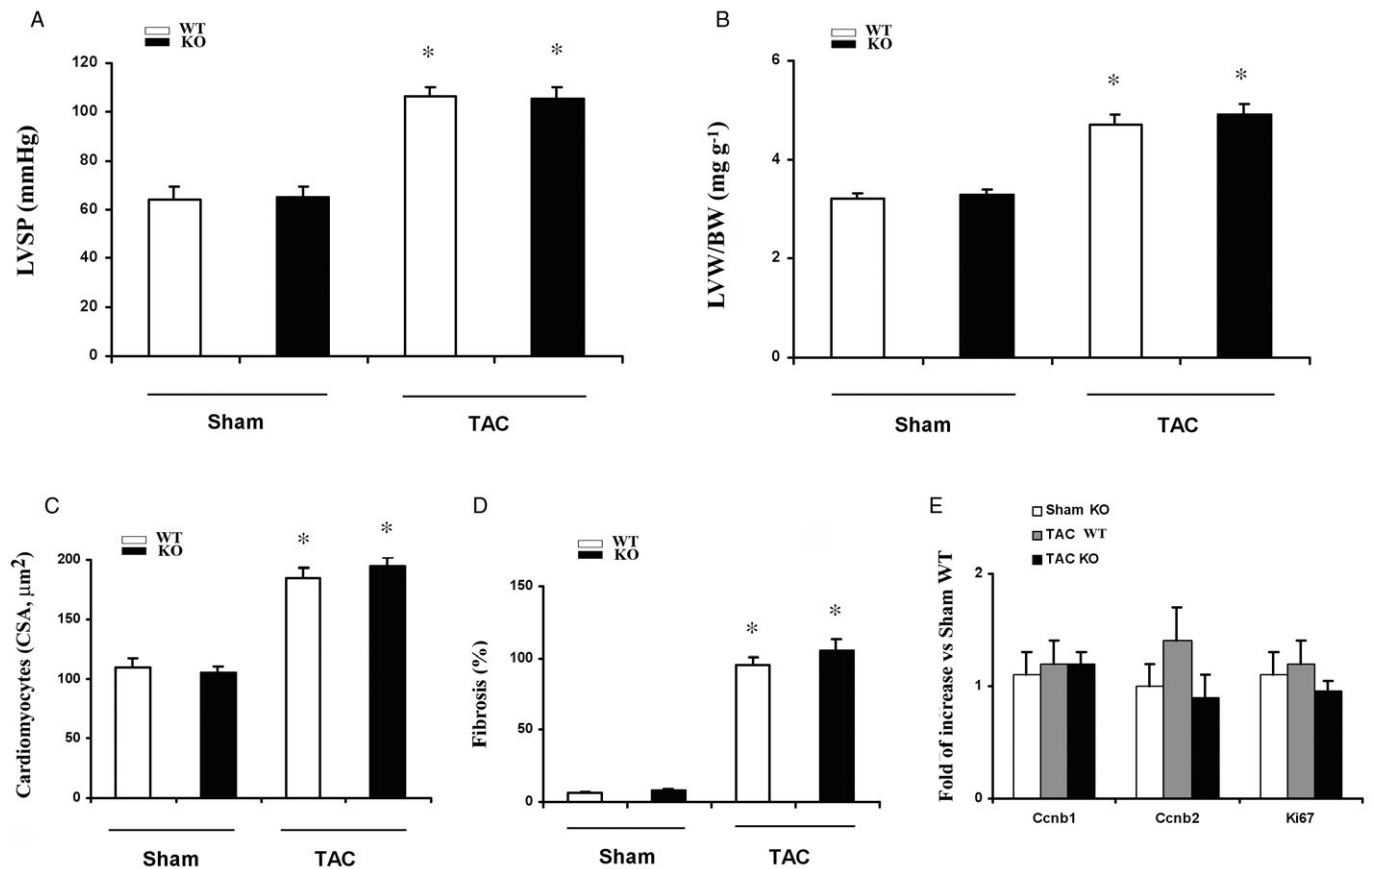 A
WT
KO
LVSP (mmHg)
120
100
80
60
40
20
0
*
*
Sham
TAC
B
WT
KO
LVW/BW (mg g-1)
6
4
2
0
*
*
Sham
TAC
C
WT
KO
Cardiomyocytes (CSA, µm2)
200
150
100
50
0
*
*
Sham
TAC
D
WT
KO
Fibrosis (%)
150
100
50
0
*
*
Sham
TAC
E
Sham KO
TAC WT
TAC KO
Fold of increase vs Sham WT
2
1
0
Ccnb1
Ccnb2
Ki67